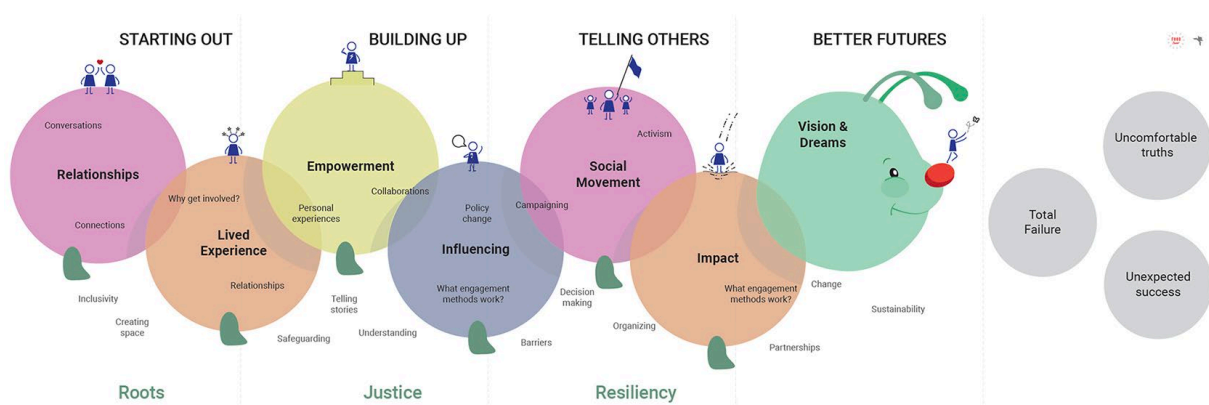 STARTING OUT
BUILDING UP
TELLING OTHERS
BETTER FUTURES
Conversations
Relationships
Connections
Why get involved?
Lived
Experience
Relationships
Empowerment
Collaborations
Personal
experiences
Policy
change
Influencing
What engagement
methods work?
Activism
Social
Movement
Campaigning
Impact
What engagement
methods work?
Vision &
Dreams
Change
Sustainability
Inclusivity
Creating
space
Safeguarding
Telling
stories
Understanding
Barriers
Decision
making
Organizing
Partnerships
Roots
Justice
Resiliency
Total
Failure
Uncomfortable
truths
Unexpected
success